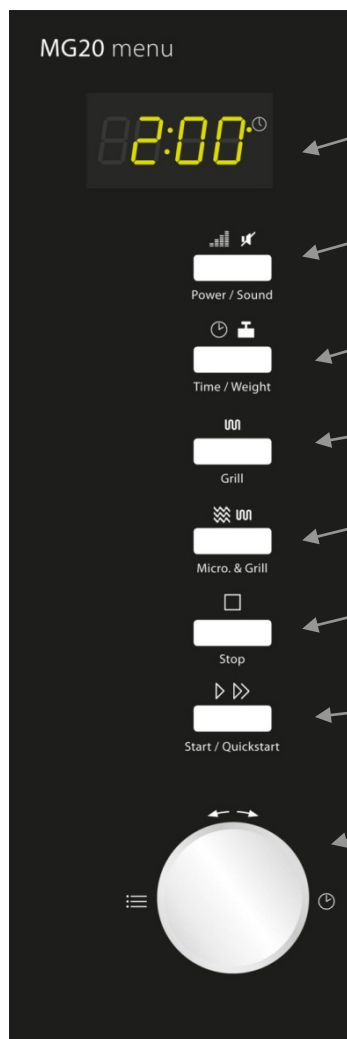 MG20 menu
2:00
Power / Sound
Time / Weight
Grill
Micro. & Grill
Stop
Start / Quickstart